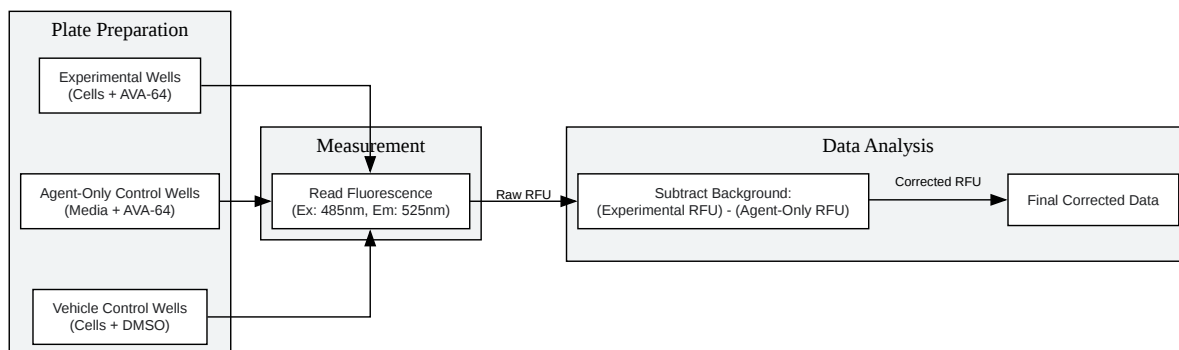 Plate Preparation
Experimental Wells
(Cells + AVA-64)
Agent-Only Control Wells
(Media + AVA-64)
Vehicle Control Wells
(Cells + DMSO)
Measurement
Read Fluorescence
(Ex: 485nm, Em: 525nm)
Raw RFU
Data Analysis
Subtract Background:
(Experimental RFU) - (Agent-Only RFU)
Corrected RFU
Final Corrected Data